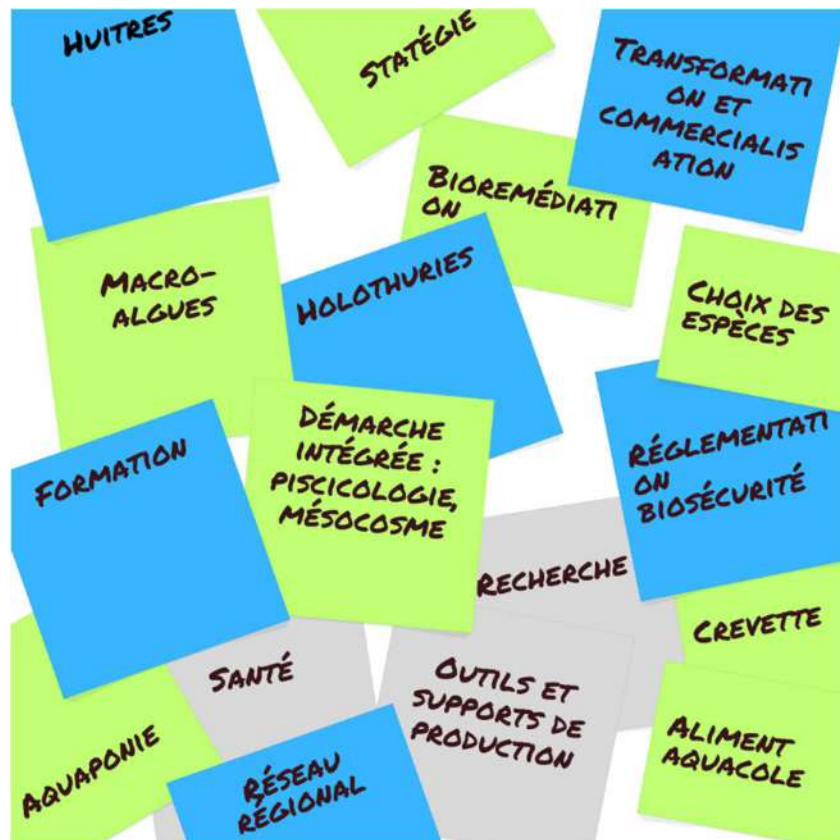 Huitres
Statégie
Transformati
on et
commercialis
ation
Bioremédiati
on
Macro-
algues
Holothuries
Choix des
espèces
Démarche
intégrée :
piscicologie,
mésocosme
Formation
Réglementati
on
biosécurité
Recherche
Crevette
Santé
Outils et
supports de
production
Aquaponie
Aliment
aquacole
Réseau
régional